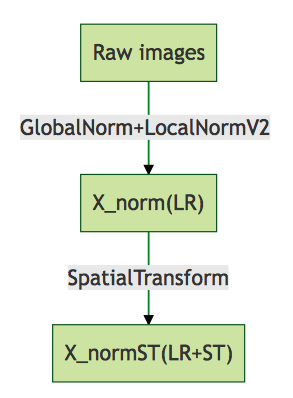 Raw images
GlobalNorm+LocalNormV2
X_norm(LR)
SpatialTransform
X_normST(LR+ST)